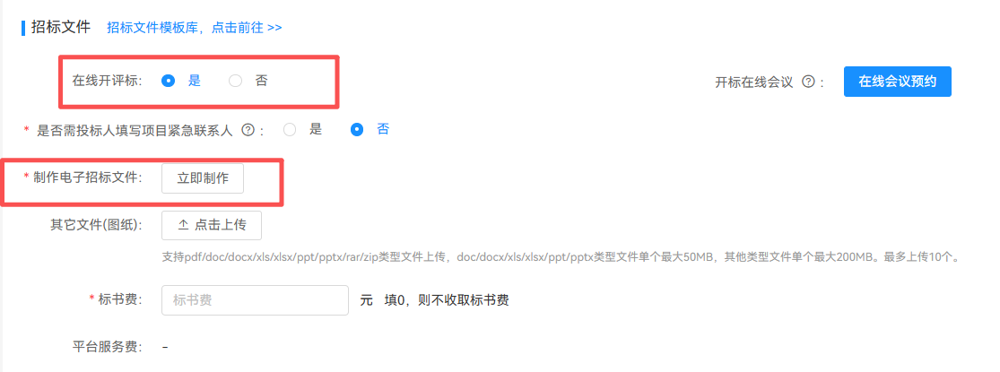 招标文件 招标文件模板库，点击前往 >>
在线开评标： 是 否 开标在线会议 ? ： 在线会议预约
* 是否需投标人填写项目紧急联系人 ? ： 是 否
* 制作电子招标文件： 立即制作
其它文件(图纸)： 点击上传
支持pdf/doc/docx/xls/xlsx/ppt/pptx/rar/zip类型文件上传，doc/docx/xls/xlsx/ppt/pptx类型文件单个最大50MB，其他类型文件单个最大200MB。最多上传10个。
* 标书费： 标书费 元 填0，则不收取标书费
平台服务费： -